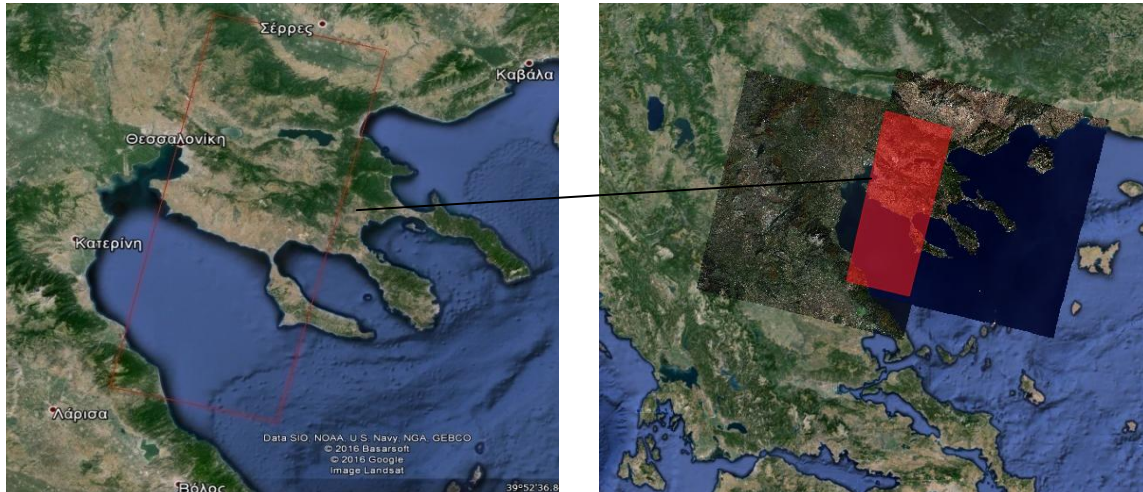 Σέρρες
Καβάλα
Θεσσαλονίκη
Κατερίνη
Λάρισα
Data SIO, NOAA, U.S. Navy, NGA, GEBCO
© 2016 Basarsoft
© 2016 Google
Image Landsat
Βόλος
39°52'36.8